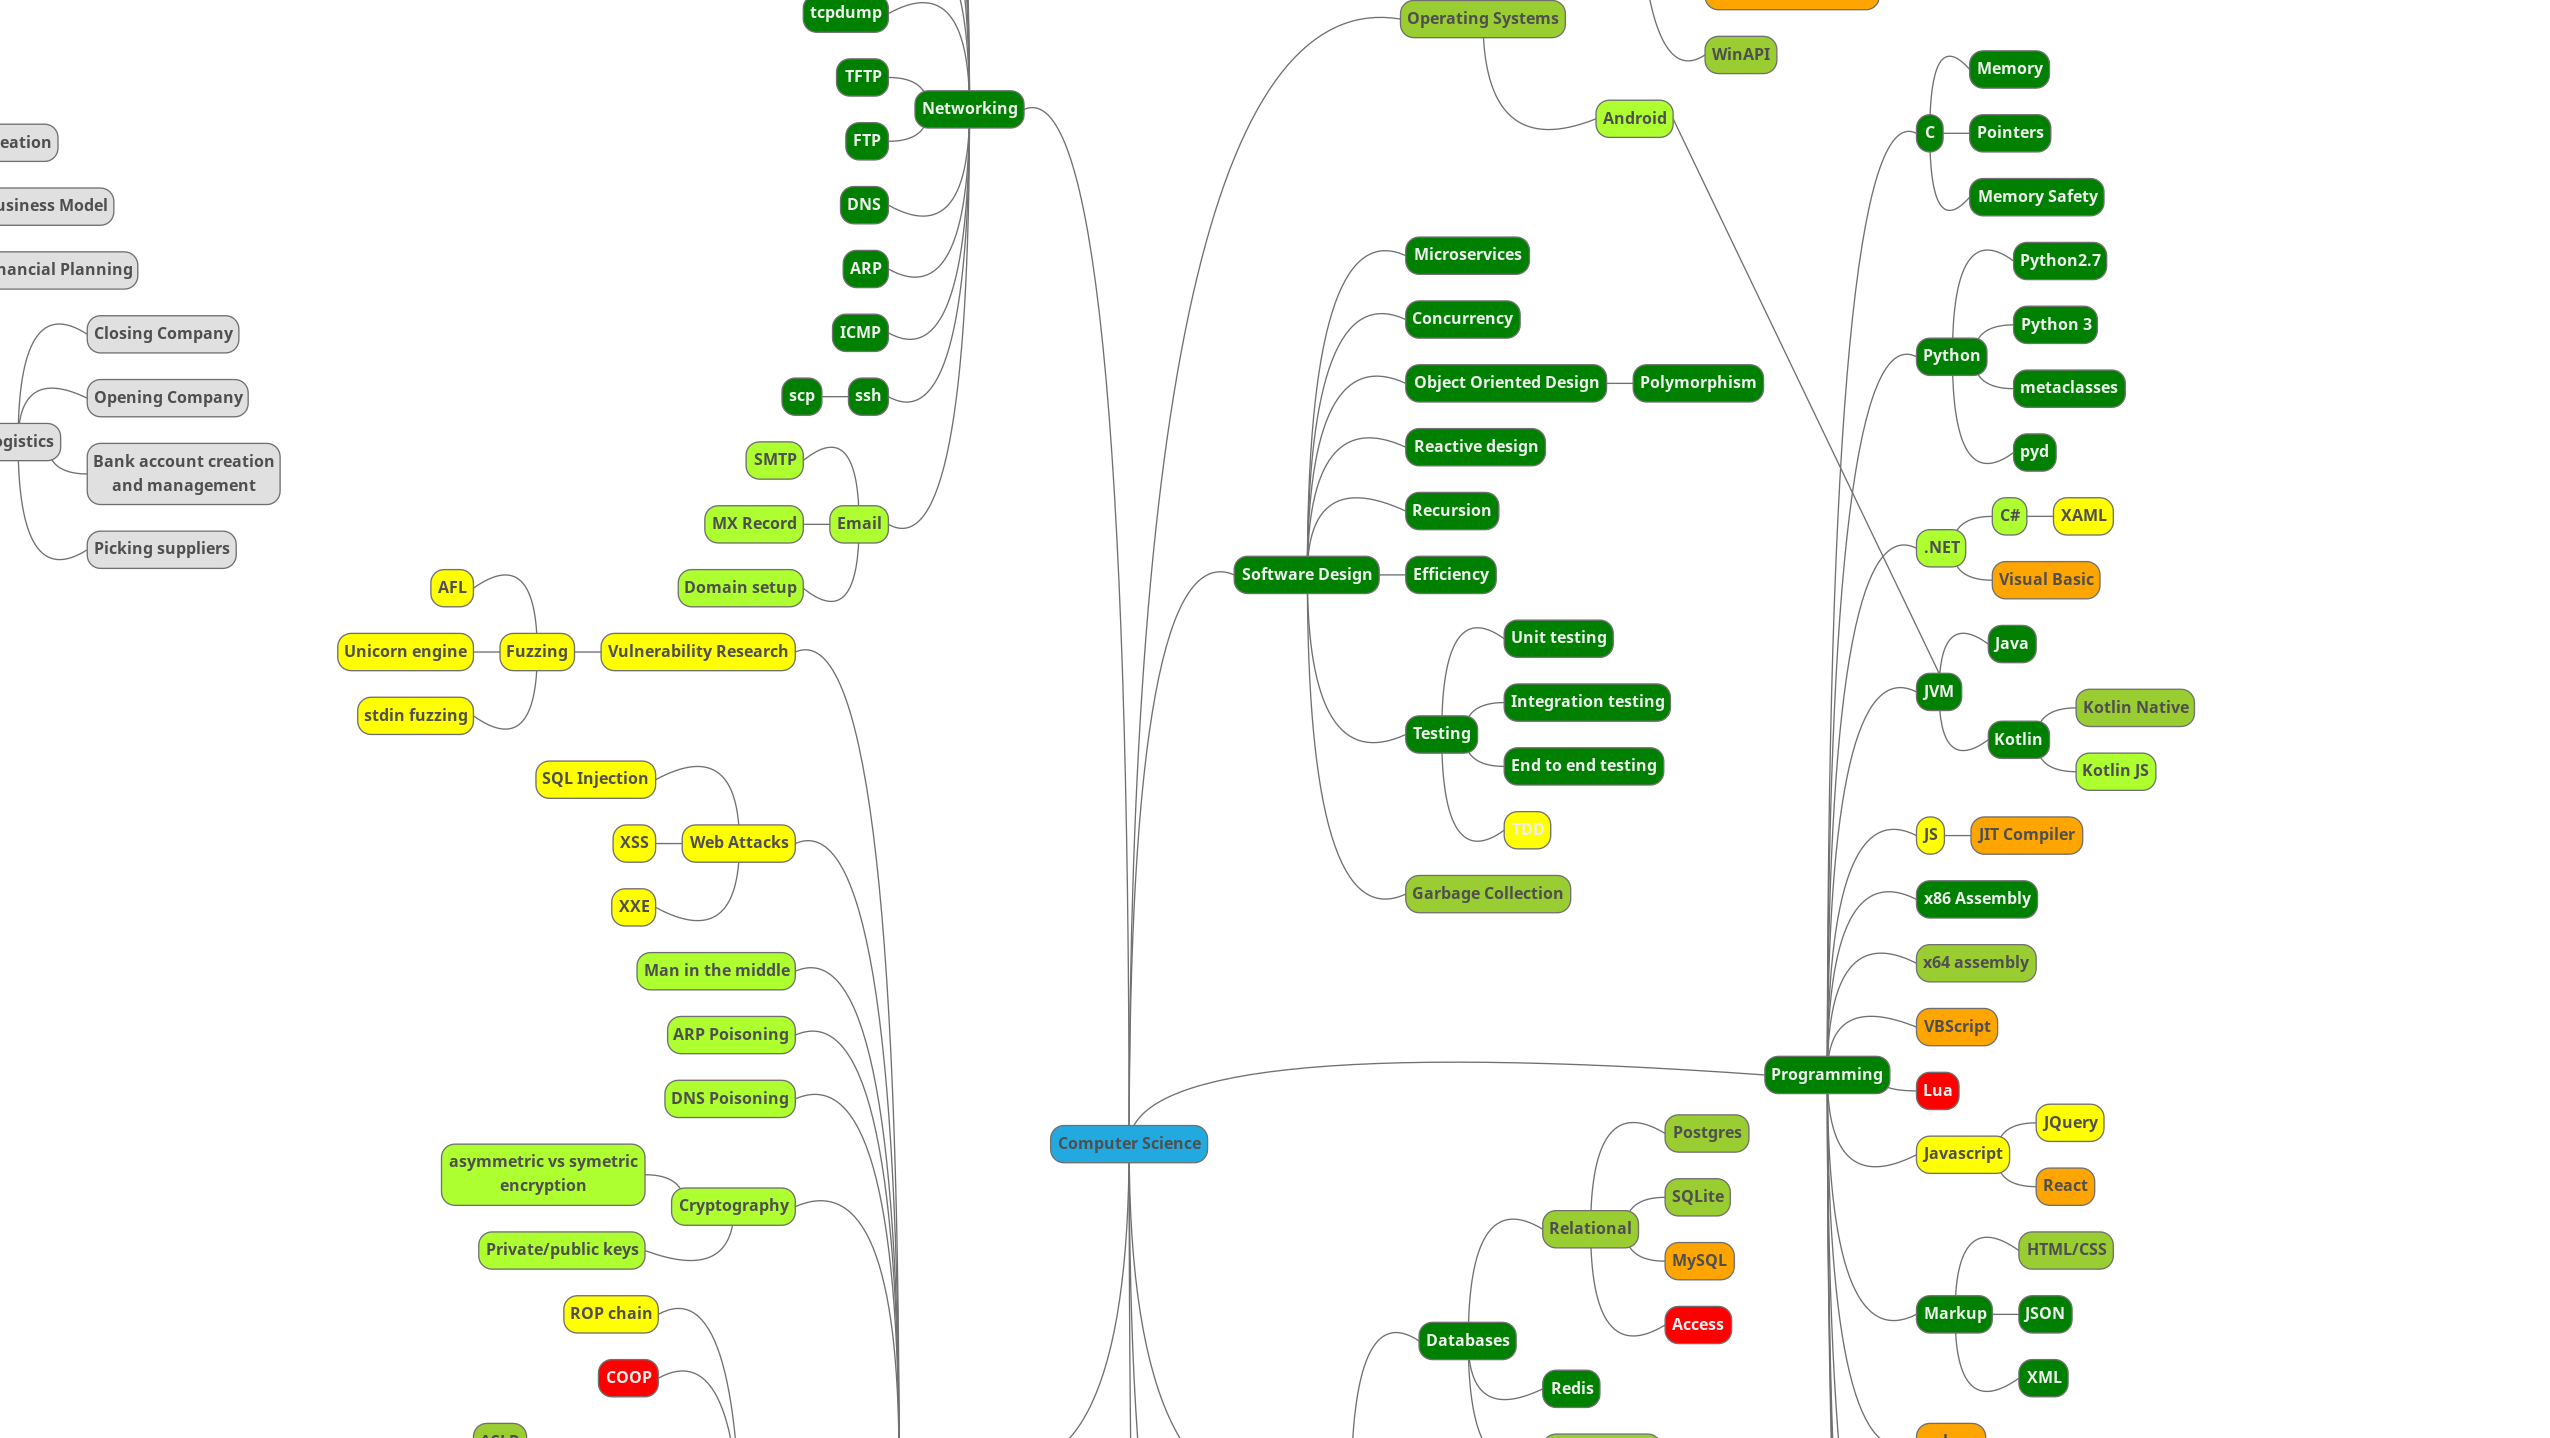 tcpdump
TFTP
Networking
FTP
DNS
ARP
ICMP
scp
ssh
SMTP
MX Record
Email
Domain setup
eation
usiness Model
nancial Planning
Closing Company
Opening Company
ogistics
Bank account creation
and management
Picking suppliers
AFL
Unicorn engine
Fuzzing
Vulnerability Research
stdin fuzzing
SQL Injection
XSS
Web Attacks
XXE
Man in the middle
ARP Poisoning
DNS Poisoning
asymmetric vs symetric
encryption
Cryptography
Private/public keys
ROP chain
COOP
Computer Science
Operating Systems
WinAPI
Android
Microservices
Concurrency
Object Oriented Design
Polymorphism
Reactive design
Recursion
Software Design
Efficiency
Unit testing
Integration testing
Testing
End to end testing
TDD
Garbage Collection
Programming
C
Memory
Pointers
Memory Safety
Python
Python2.7
Python 3
metaclasses
pyd
.NET
C#
XAML
Visual Basic
JVM
Java
Kotlin
Kotlin Native
Kotlin JS
JS
JIT Compiler
x86 Assembly
x64 assembly
VBScript
Lua
Javascript
JQuery
React
Markup
HTML/CSS
JSON
XML
Databases
Relational
Postgres
SQLite
MySQL
Access
Redis